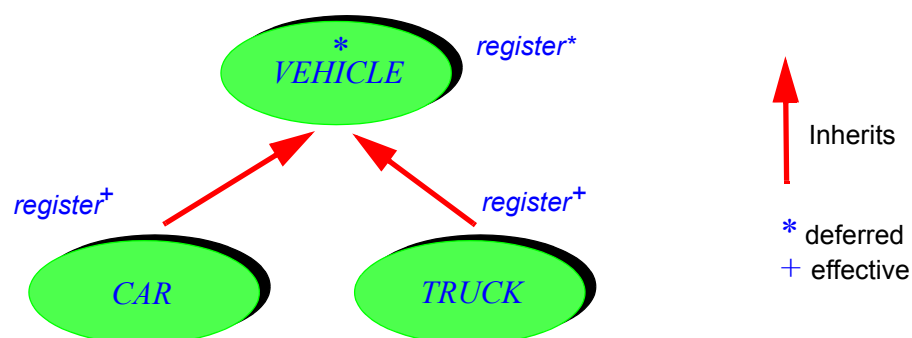 *
VEHICLE
register*
Inherits
register+
register+
* deferred
+ effective
CAR
TRUCK